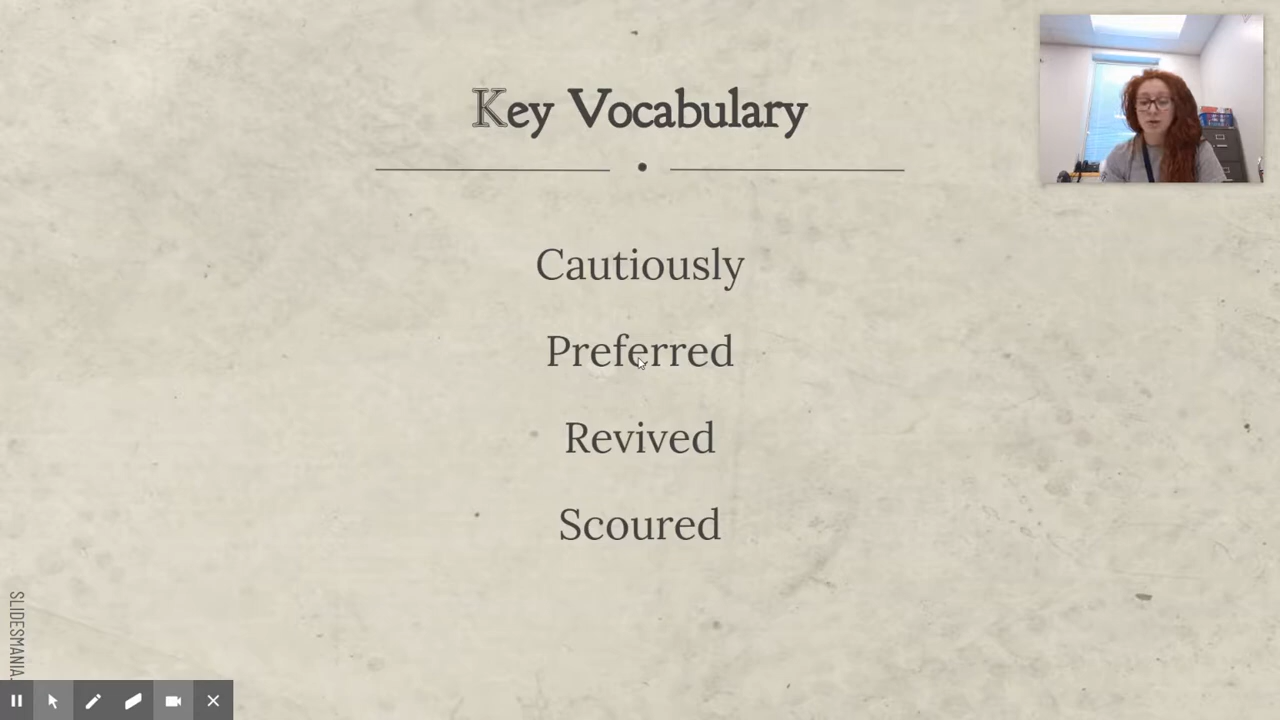 Key Vocabulary
Cautiously
Preferred
Revived
Scoured
SLIDESMANIA.